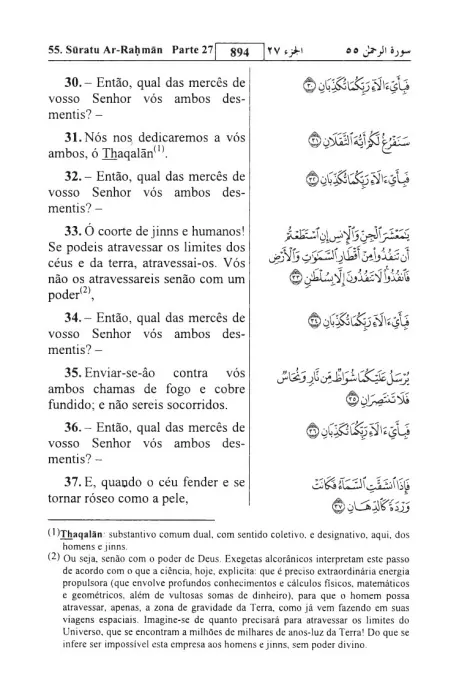 55. Sūratu Ar-Raḥmān Parte 27 894 الجزء ٢٧ سورة الرحمن ٥٥
30. – Então, qual das mercês de
vosso Senhor vós ambos des-
mentis? –
فَبِأَيِّ ءَالَآءِ رَبِّكُمَا تُكَذِّبَانِ ٣٠
31. Nós nos dedicaremos a vós
ambos, ó Thaqalān(1).
سَنَفْرُغُ لَكُمْ أَيُّهَ ٱلثَّقَلَانِ ٣١
32. – Então, qual das mercês de
vosso Senhor vós ambos des-
mentis? –
فَبِأَيِّ ءَالَآءِ رَبِّكُمَا تُكَذِّبَانِ ٣٢
33. Ó coorte de jinns e humanos!
Se podeis atravessar os limites dos
céus e da terra, atravessai-os. Vós
não os atravessareis senão com um
poder(2),
يَٰمَعْشَرَ ٱلْجِنِّ وَٱلْإِنسِ إِنِ ٱسْتَطَعْتُمْ
أَن تَنفُذُوا۟ مِنْ أَقْطَارِ ٱلسَّمَٰوَٰتِ وَٱلْأَرْضِ
فَٱنفُذُوا۟ لَا تَنفُذُونَ إِلَّا بِسُلْطَٰنٍ ٣٣
34. – Então, qual das mercês de
vosso Senhor vós ambos des-
mentis? –
فَبِأَيِّ ءَالَآءِ رَبِّكُمَا تُكَذِّبَانِ ٣٤
35. Enviar-se-âo contra vós
ambos chamas de fogo e cobre
fundido; e não sereis socorridos.
يُرْسَلُ عَلَيْكُمَا شُوَاظٌ مِّن نَّارٍ وَنُحَاسٌ
فَلَا تَنتَصِرَانِ ٣٥
36. – Então, qual das mercês de
vosso Senhor vós ambos des-
mentis? –
فَبِأَيِّ ءَالَآءِ رَبِّكُمَا تُكَذِّبَانِ ٣٦
37. E, quando o céu fender e se
tornar róseo como a pele,
فَإِذَا ٱنشَقَّتِ ٱلسَّمَآءُ فَكَانَتْ
وَرْدَةً كَٱلدِّهَانِ ٣٧
(1) Thaqalān: substantivo comum dual, com sentido coletivo, e designativo, aqui, dos
homens e jinns.
(2) Ou seja, senão com o poder de Deus. Exegetas alcorânicos interpretam este passo
de acordo com o que a ciência, hoje, explicita: que é preciso extraordinária energia
propulsora (que envolve profundos conhecimentos e cálculos físicos, matemáticos
e geométricos, além de vultosas somas de dinheiro), para que o homem possa
atravessar, apenas, a zona de gravidade da Terra, como já vem fazendo em suas
viagens espaciais. Imagine-se de quanto precisará para atravessar os limites do
Universo, que se encontram a milhões de milhares de anos-luz da Terra! Do que se
infere ser impossível esta empresa aos homens e jinns, sem poder divino.